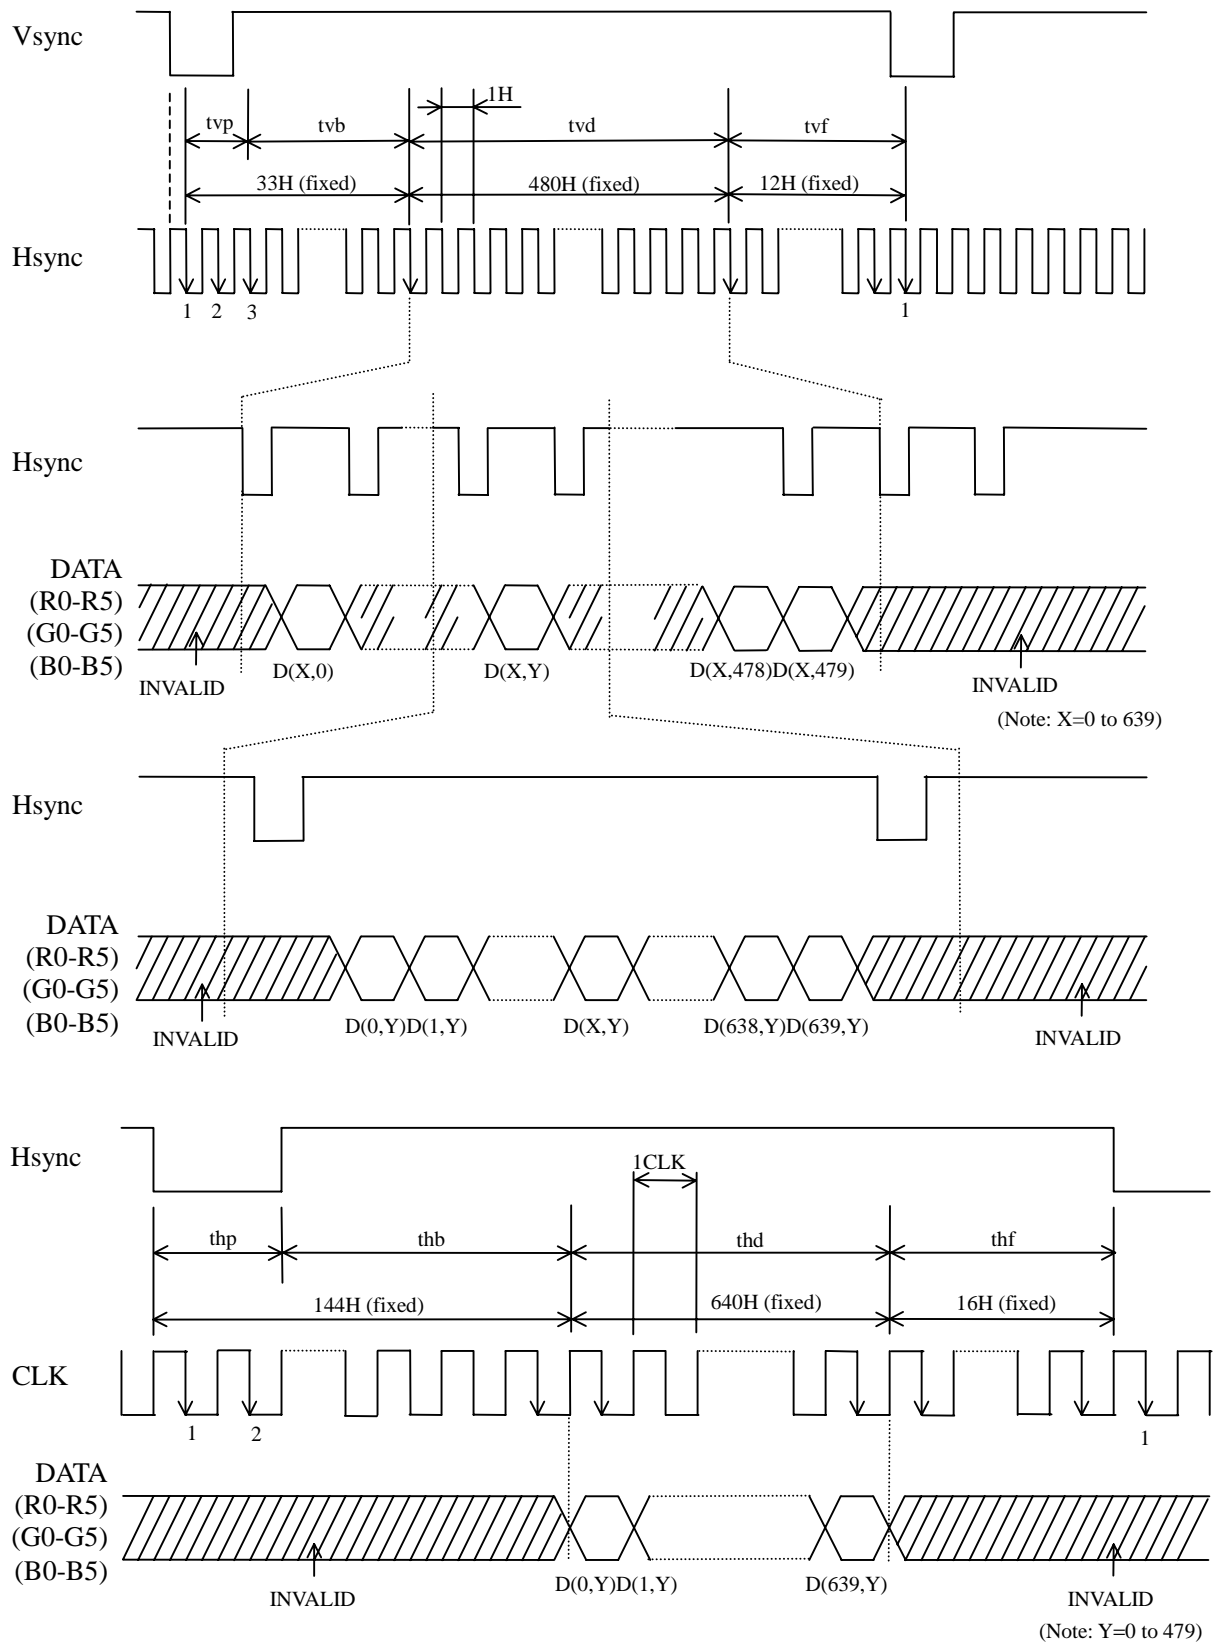 Vsync
1H
tvp tvb tvd tvf
33H (fixed) 480H (fixed) 12H (fixed)
Hsync
1 2 3 1
Hsync
DATA
(R0-R5)
(G0-G5)
(B0-B5)
D(X,0) D(X,Y) D(X,478)D(X,479)
INVALID INVALID
(Note: X=0 to 639)
Hsync
DATA
(R0-R5)
(G0-G5)
(B0-B5)
D(0,Y)D(1,Y) D(X,Y) D(638,Y)D(639,Y)
INVALID INVALID
Hsync
1CLK
thp thb thd thf
144H (fixed) 640H (fixed) 16H (fixed)
CLK
1 2 1
DATA
(R0-R5)
(G0-G5)
(B0-B5)
D(0,Y)D(1,Y) D(639,Y)
INVALID INVALID
(Note: Y=0 to 479)